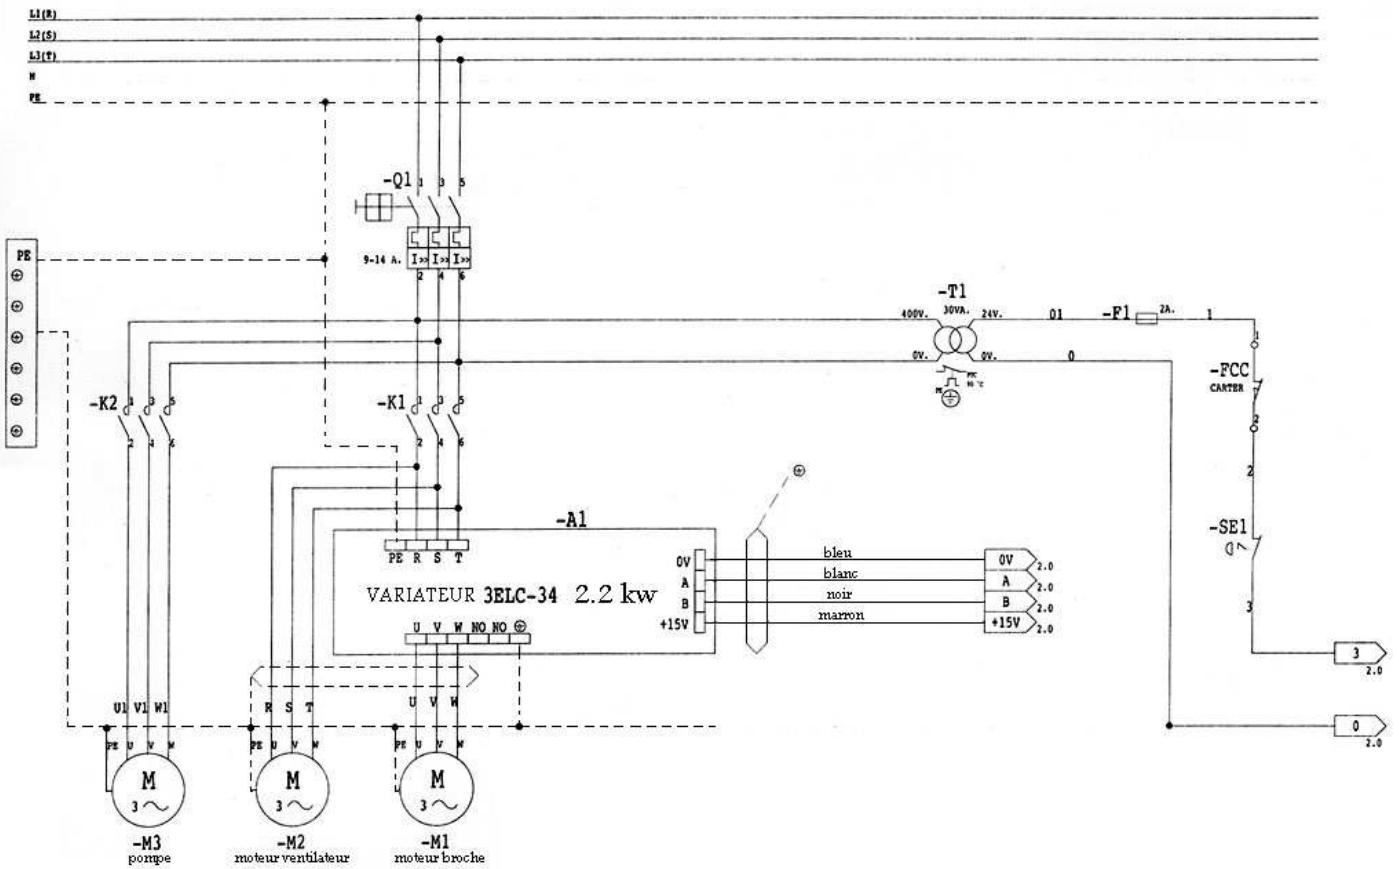 L1(R)
L2(S)
L3(T)
N
PE
-Q1
1 3 5
9-14 A.
I>> I>> I>>
2 4 6
PE
-T1
30VA.
400V. 24V.
0V. 0V.
01
-F1
2A.
1
0
1
-FCC
CARTER
2
2
-SE1
3
3
2.0
0
2.0
-K2
1 3 5
2 4 6
-K1
1 3 5
2 4 6
-A1
PE R S T
VARIATEUR 3ELC-34 2.2 kw
0V
A
B
+15V
bleu
blanc
noir
marron
0V
2.0
A
2.0
B
2.0
+15V
2.0
U V W NO NO
U1 V1 W1
R S T
U V W
PE U V W
PE U V W
PE U V W
M
3
M
3
M
3
-M3
pompe
-M2
moteur ventilateur
-M1
moteur broche